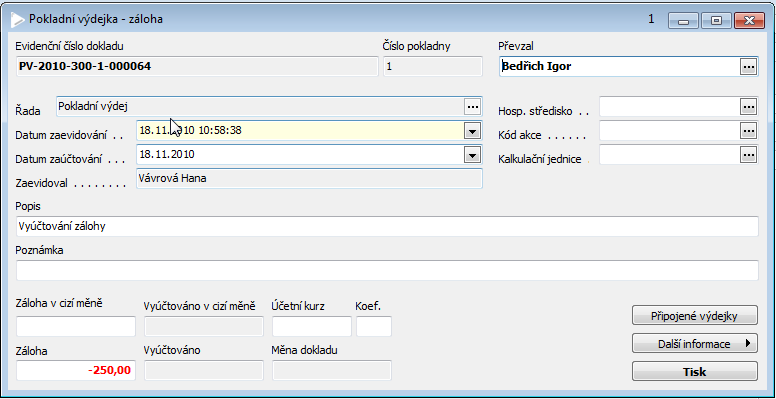 Pokladní výdejka - záloha 1
Evidenční číslo dokladu Číslo pokladny Převzal
PV-2010-300-1-000064 1 Bedřich Igor ...
Řada Pokladní výdej ... Hosp. středisko . . ...
Datum zaevidování . . 18.11.2010 10:58:38 Kód akce . . . . . . ...
Datum zaúčtování . . . 18.11.2010 Kalkulační jednice . ...
Zaevidoval . . . . . . . . Vávrová Hana
Popis
Vyúčtování zálohy
Poznámka
Záloha v cizí měně Vyúčtováno v cizí měně Účetní kurz Koef.
Připojené výdejky
Záloha Vyúčtováno Měna dokladu Další informace
-250,00 Tisk